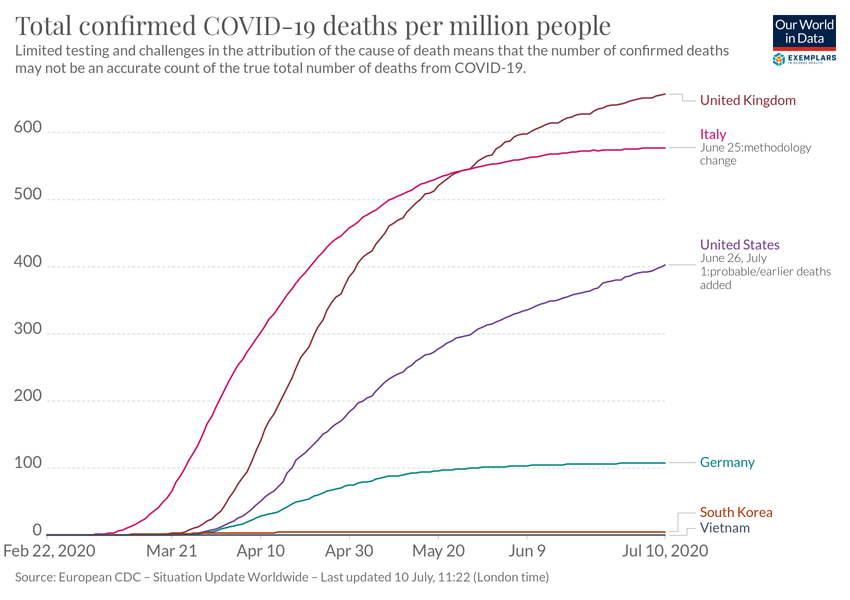 Total confirmed COVID-19 deaths per million people
Limited testing and challenges in the attribution of the cause of death means that the number of confirmed deaths
may not be an accurate count of the true total number of deaths from COVID-19.
Our World
in Data
EXEMPLARS
IN GLOBAL HEALTH
United Kingdom
600
Italy
June 25:methodology
change
500
United States
June 26, July
1:probable/earlier deaths
added
400
300
200
100
Germany
South Korea
Vietnam
0
Feb 22, 2020
Mar 21
Apr 10
Apr 30
May 20
Jun 9
Jul 10, 2020
Source: European CDC – Situation Update Worldwide – Last updated 10 July, 11:22 (London time)